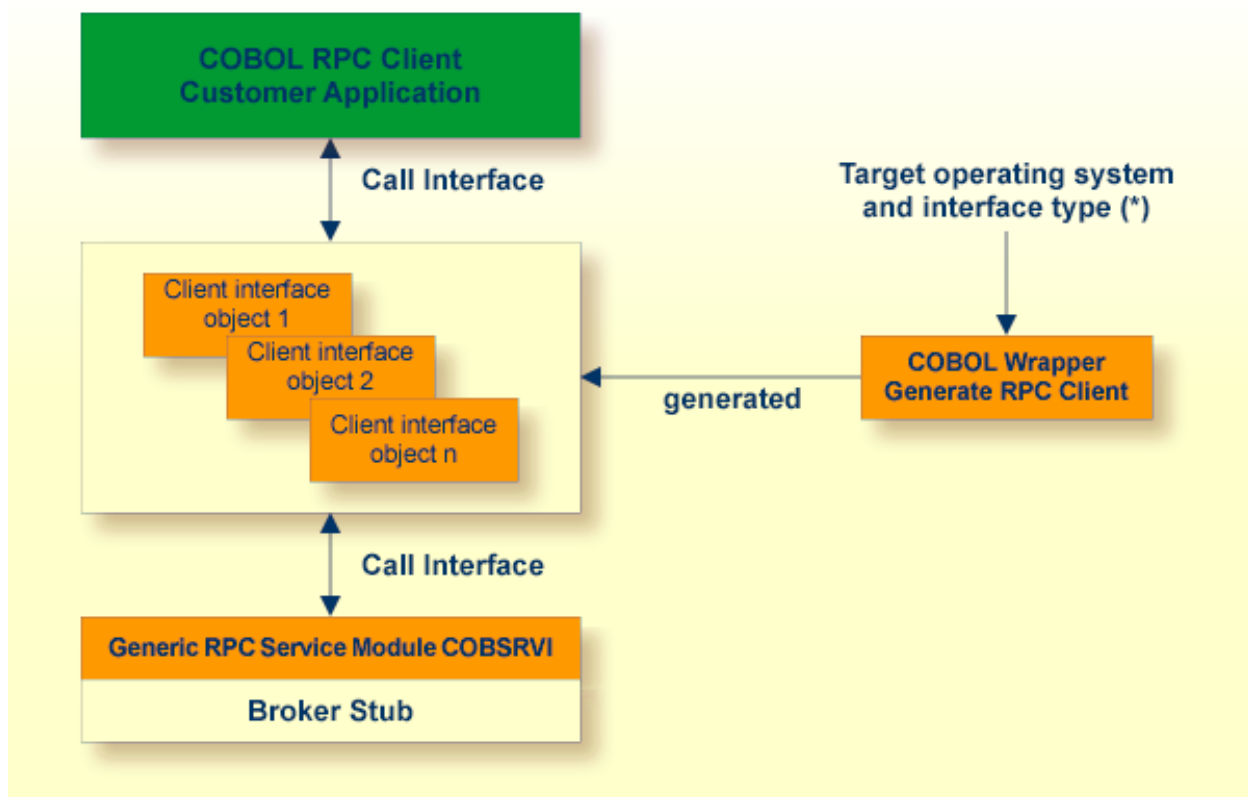 COBOL RPC Client
Customer Application
Call Interface
Target operating system
and interface type (*)
Client interface
object 1
Client interface
object 2
Client interface
object n
generated
COBOL Wrapper
Generate RPC Client
Call Interface
Generic RPC Service Module COBSRVI
Broker Stub